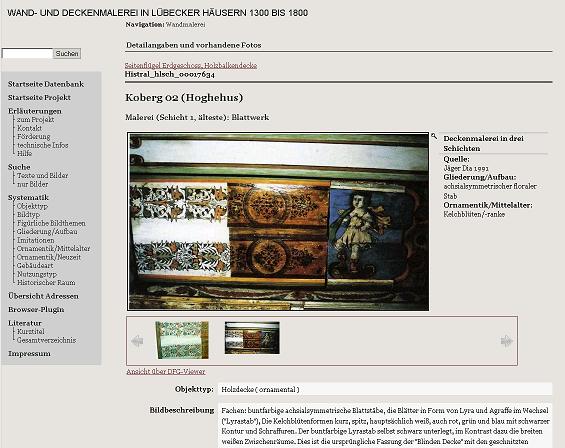 WAND- UND DECKENMALEREI IN LÜBECKER HÄUSERN 1300 BIS 1800
Navigation: Wandmalerei
Detailangaben und vorhandene Fotos
Suchen
Seitenflügel Erdgeschoss, Holzbalkendecke
Histral_hlsch_00017634
Startseite Datenbank
Startseite Projekt
Erläuterungen
zum Projekt
Kontakt
Förderung
technische Infos
Hilfe
Suche
Texte und Bilder
nur Bilder
Systematik
Objekttyp
Bildtyp
Figürliche Bildthemen
Gliederung/Aufbau
Imitationen
Ornamentik/Mittelalter
Ornamentik/Neuzeit
Gebäudeart
Nutzungstyp
Historischer Raum
Übersicht Adressen
Browser-Plugin
Literatur
Kurztitel
Gesamtverzeichnis
Impressum
Koberg 02 (Hoghehus)
Malerei (Schicht 1, älteste): Blattwerk
Deckenmalerei in drei
Schichten
Quelle:
Jäger Dia 1991
Gliederung/Aufbau:
achsialsymmetrischer floraler
Stab
Ornamentik/Mittelalter:
Kelchblüten/-ranke
Ansicht über DFG-Viewer
Objekttyp: Holzdecke ( ornamental )
Bildbeschreibung Fachen: buntfarbige achsialsymmetrische Blattstäbe, die Blätter in Form von Lyra und Agraffe im Wechsel
("Lyrastab"), Die Kelchblütenformen kurz, spitz, hauptsächlich weiß, auch rot, grün und blau mit schwarzer
Kontur und Schraffuren. Der buntfarbige Lyrastab selbst schwarz unterlegt, im Kontrast dazu die breiten
weißen Zwischenräume. Dies ist die ursprüngliche Fassung der "Blinden Decke" mit den geschnitzten